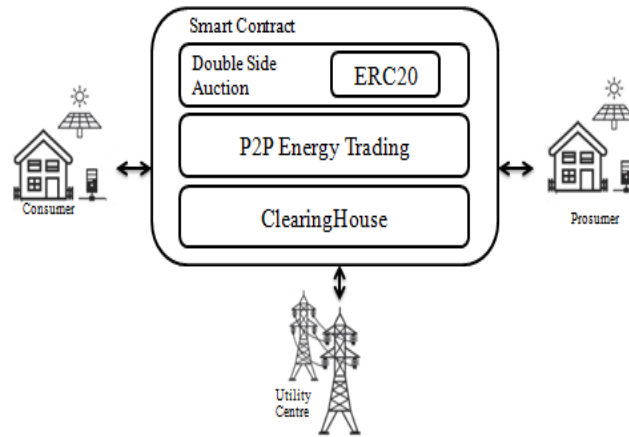 Smart Contract
Double Side
Auction
ERC20
P2P Energy Trading
ClearingHouse
Consumer
Prosumer
Utility
Centre